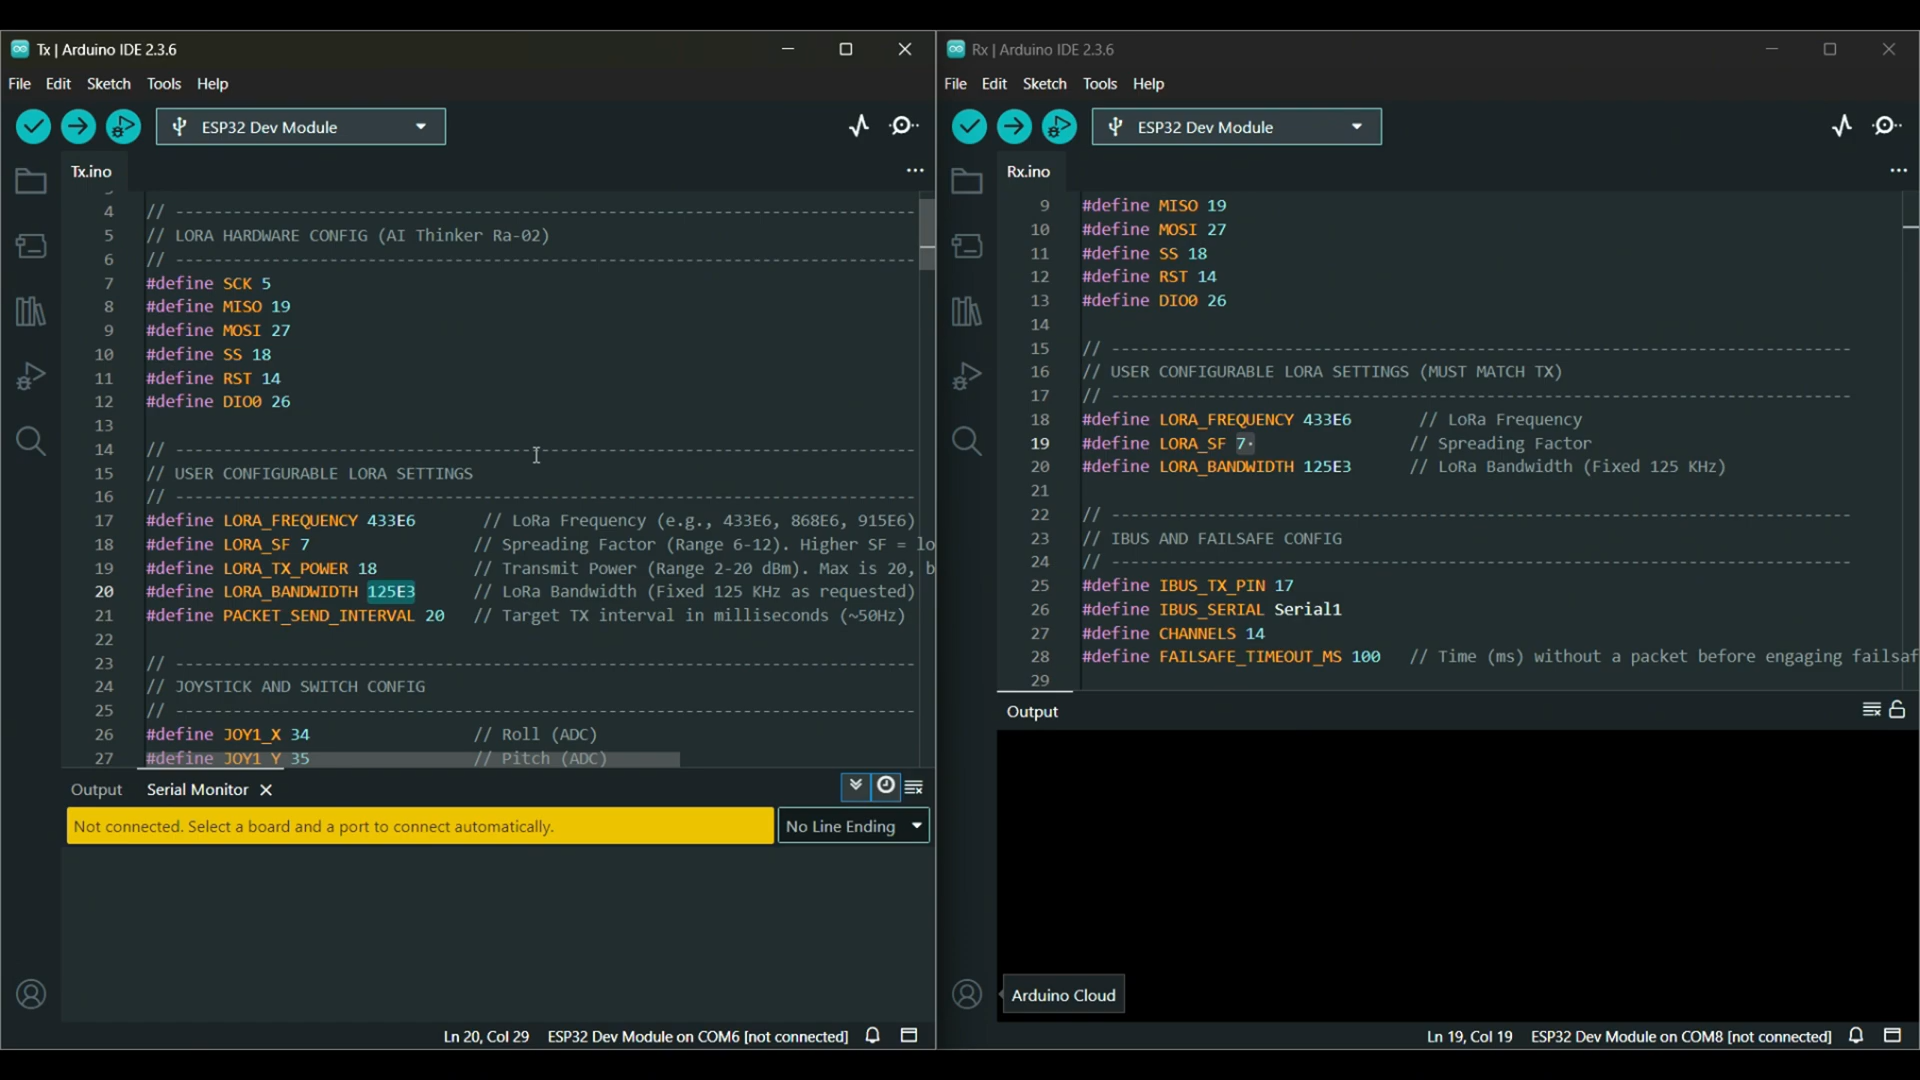 Tx | Arduino IDE 2.3.6
File Edit Sketch Tools Help
ESP32 Dev Module
Tx.ino
4 // -----------------------------------------------------------------------------
5 // LORA HARDWARE CONFIG (AI Thinker Ra-02)
6 // -----------------------------------------------------------------------------
7 #define SCK 5
8 #define MISO 19
9 #define MOSI 27
10 #define SS 18
11 #define RST 14
12 #define DIO0 26
13
14 // -----------------------------------------------------------------------------
15 // USER CONFIGURABLE LORA SETTINGS
16 // -----------------------------------------------------------------------------
17 #define LORA_FREQUENCY 433E6 // LoRa Frequency (e.g., 433E6, 868E6, 915E6)
18 #define LORA_SF 7 // Spreading Factor (Range 6-12). Higher SF = lo
19 #define LORA_TX_POWER 18 // Transmit Power (Range 2-20 dBm). Max is 20, b
20 #define LORA_BANDWIDTH 125E3 // LoRa Bandwidth (Fixed 125 KHz as requested)
21 #define PACKET_SEND_INTERVAL 20 // Target TX interval in milliseconds (~50Hz)
22
23 // -----------------------------------------------------------------------------
24 // JOYSTICK AND SWITCH CONFIG
25 // -----------------------------------------------------------------------------
26 #define JOY1_X 34 // Roll (ADC)
27 #define JOY1_Y 35 // Pitch (ADC)
Output Serial Monitor
Not connected. Select a board and a port to connect automatically.
No Line Ending
Ln 20, Col 29 ESP32 Dev Module on COM6 [not connected]
Rx | Arduino IDE 2.3.6
File Edit Sketch Tools Help
ESP32 Dev Module
Rx.ino
9 #define MISO 19
10 #define MOSI 27
11 #define SS 18
12 #define RST 14
13 #define DIO0 26
14
15 // -----------------------------------------------------------------------------
16 // USER CONFIGURABLE LORA SETTINGS (MUST MATCH TX)
17 // -----------------------------------------------------------------------------
18 #define LORA_FREQUENCY 433E6 // LoRa Frequency
19 #define LORA_SF 7· // Spreading Factor
20 #define LORA_BANDWIDTH 125E3 // LoRa Bandwidth (Fixed 125 KHz)
21
22 // -----------------------------------------------------------------------------
23 // IBUS AND FAILSAFE CONFIG
24 // -----------------------------------------------------------------------------
25 #define IBUS_TX_PIN 17
26 #define IBUS_SERIAL Serial1
27 #define CHANNELS 14
28 #define FAILSAFE_TIMEOUT_MS 100 // Time (ms) without a packet before engaging failsaf
29
Output
Arduino Cloud
Ln 19, Col 19 ESP32 Dev Module on COM8 [not connected]